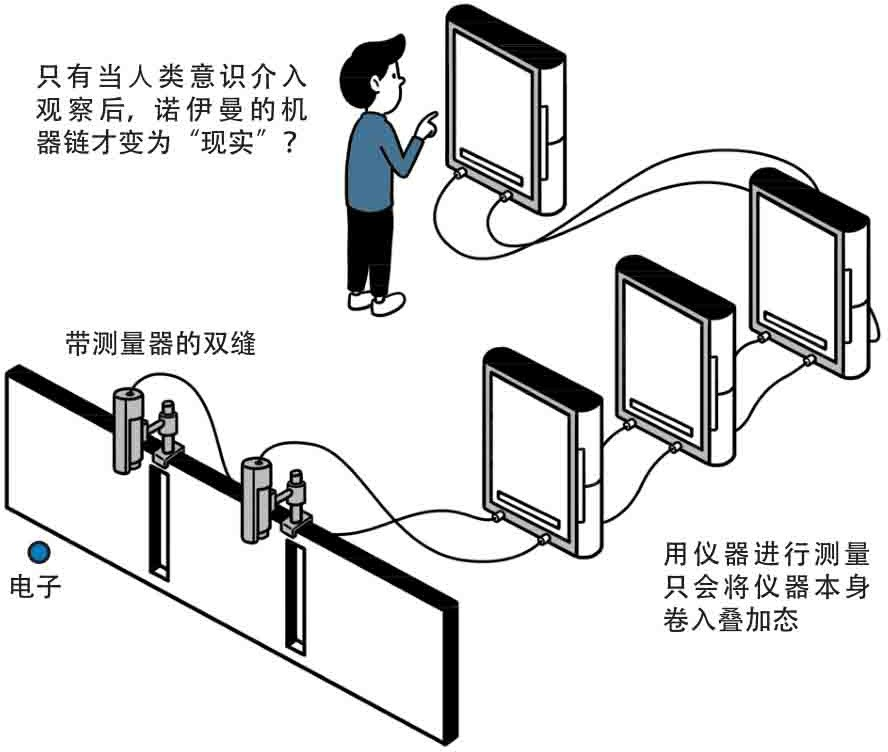 只有当人类意识介入
观察后，诺伊曼的机
器链才变为“现实”？
带测量器的双缝
电子
用仪器进行测量
只会将仪器本身
卷入叠加态